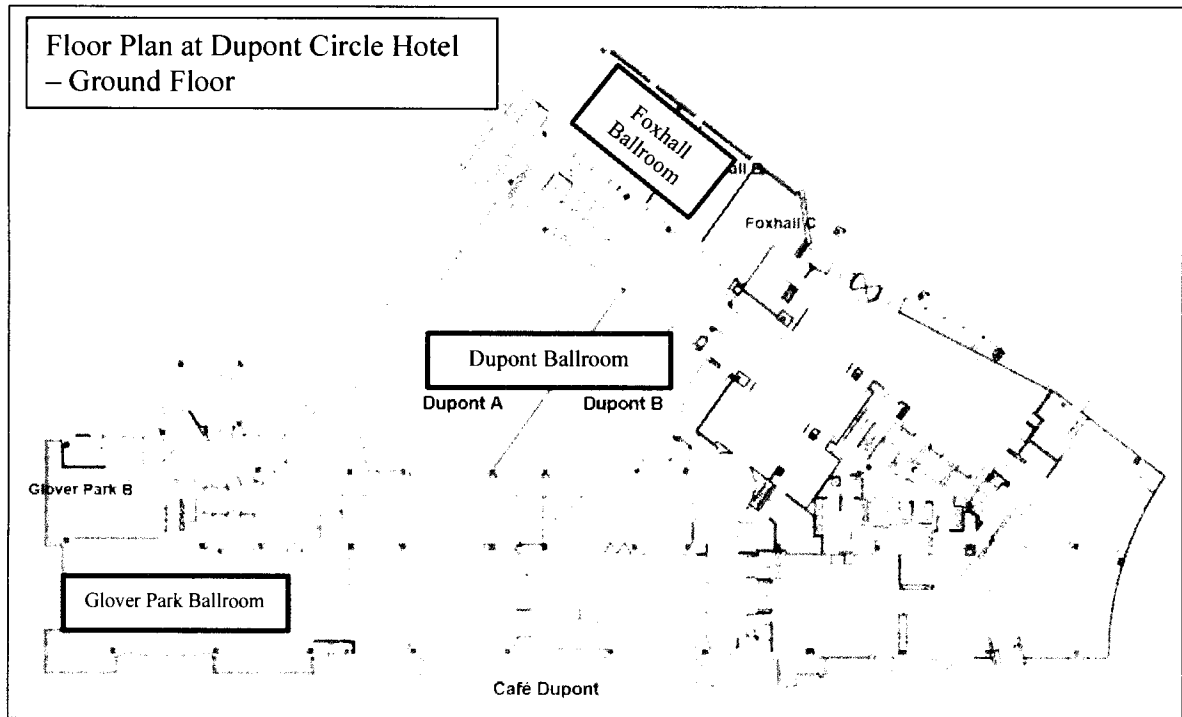 Floor Plan at Dupont Circle Hotel
– Ground Floor
Foxhall
Ballroom
Foxhall C
Dupont Ballroom
Dupont A
Dupont B
Glover Park B
Glover Park Ballroom
Café Dupont